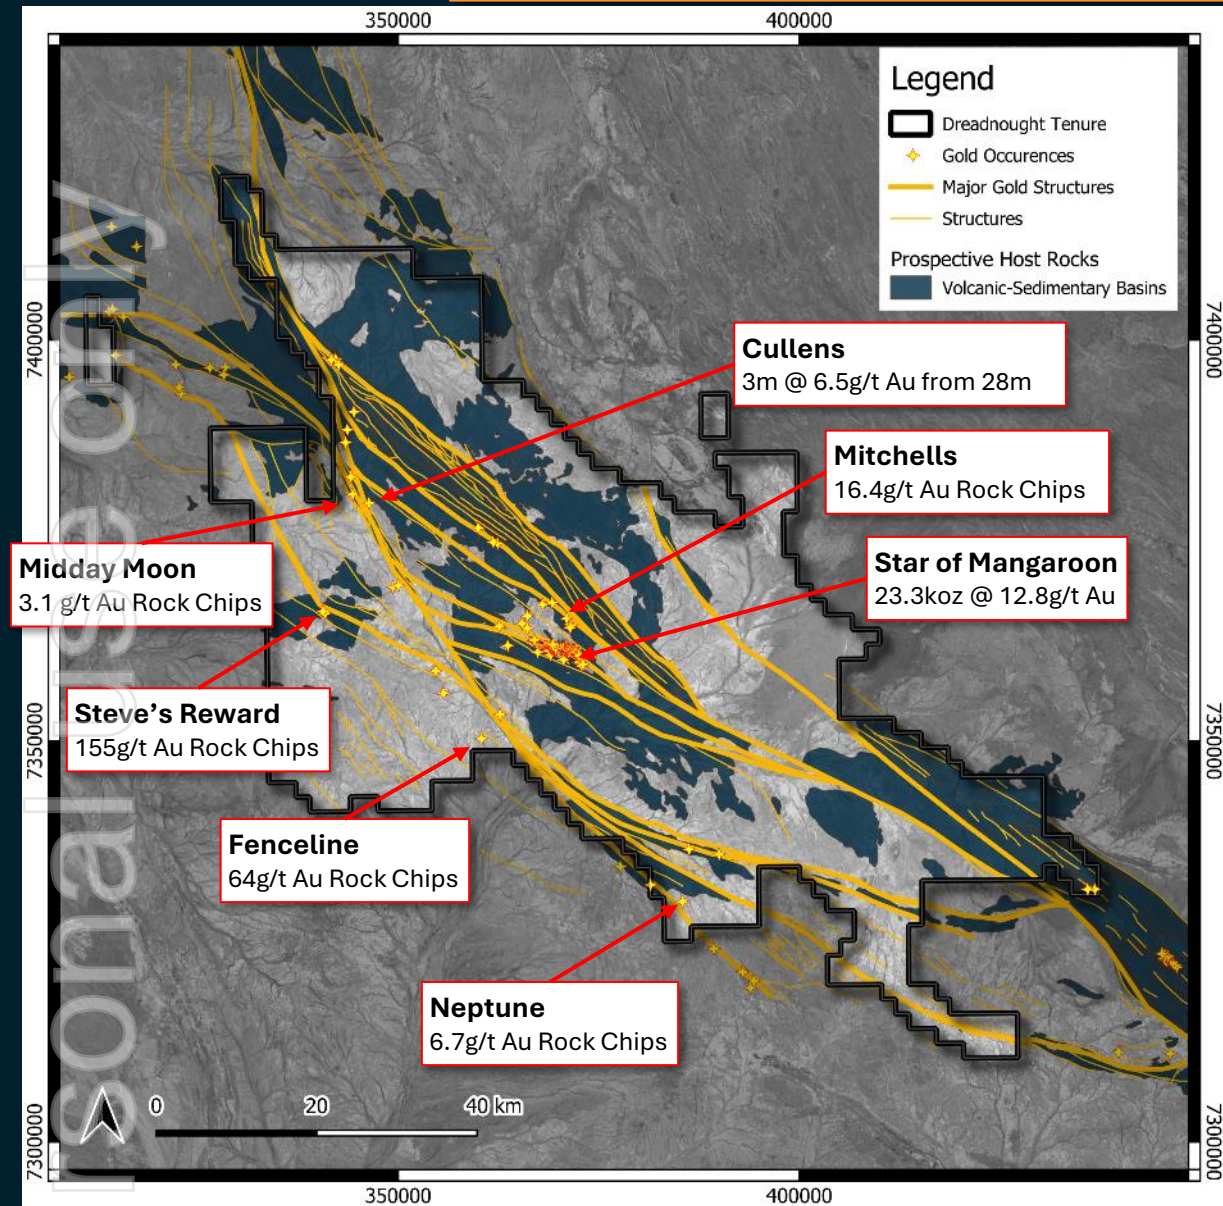 350000
400000
Legend
Dreadnought Tenure
Gold Occurences
Major Gold Structures
Structures
Prospective Host Rocks
Volcanic-Sedimentary Basins
7400000
7400000
Cullens
3m @ 6.5g/t Au from 28m
Mitchells
16.4g/t Au Rock Chips
Star of Mangaroon
23.3koz @ 12.8g/t Au
Midday Moon
3.1 g/t Au Rock Chips
Steve’s Reward
155g/t Au Rock Chips
7350000
7350000
Fenceline
64g/t Au Rock Chips
Neptune
6.7g/t Au Rock Chips
0 20 40 km
7300000
7300000
350000
400000
rsonal use only